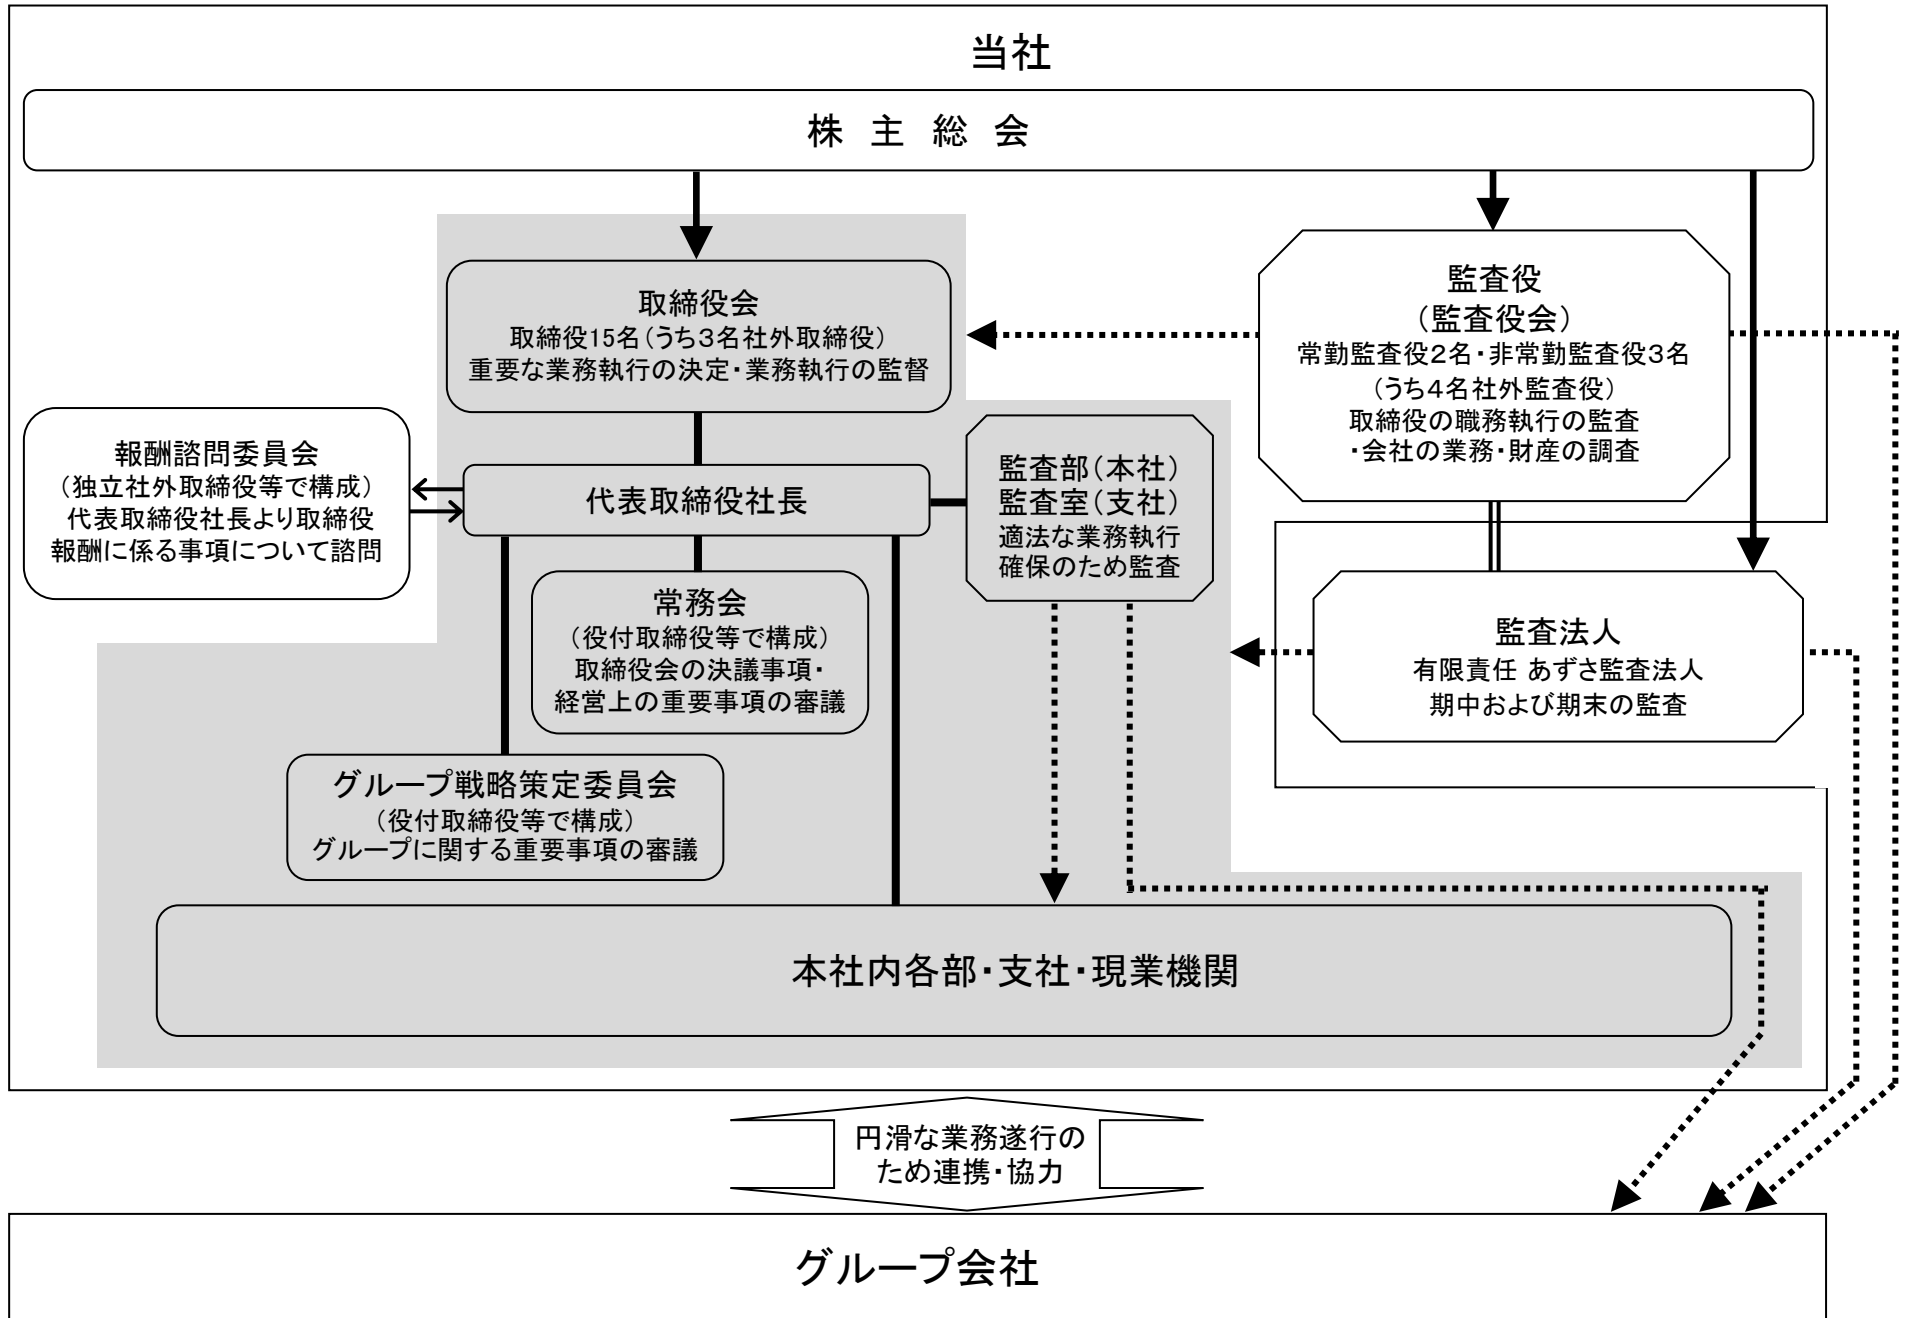 当社
株 主 総 会
取締役会
取締役15名(うち3名社外取締役)
重要な業務執行の決定・業務執行の監督
監査役
(監査役会)
常勤監査役2名・非常勤監査役3名
(うち4名社外監査役)
取締役の職務執行の監査
・会社の業務・財産の調査
報酬諮問委員会
(独立社外取締役等で構成)
代表取締役社長より取締役
報酬に係る事項について諮問
代表取締役社長
監査部(本社)
監査室(支社)
適法な業務執行
確保のため監査
常務会
(役付取締役等で構成)
取締役会の決議事項・
経営上の重要事項の審議
監査法人
有限責任 あずさ監査法人
期中および期末の監査
グループ戦略策定委員会
(役付取締役等で構成)
グループに関する重要事項の審議
本社内各部・支社・現業機関
円滑な業務遂行の
ため連携・協力
グループ会社